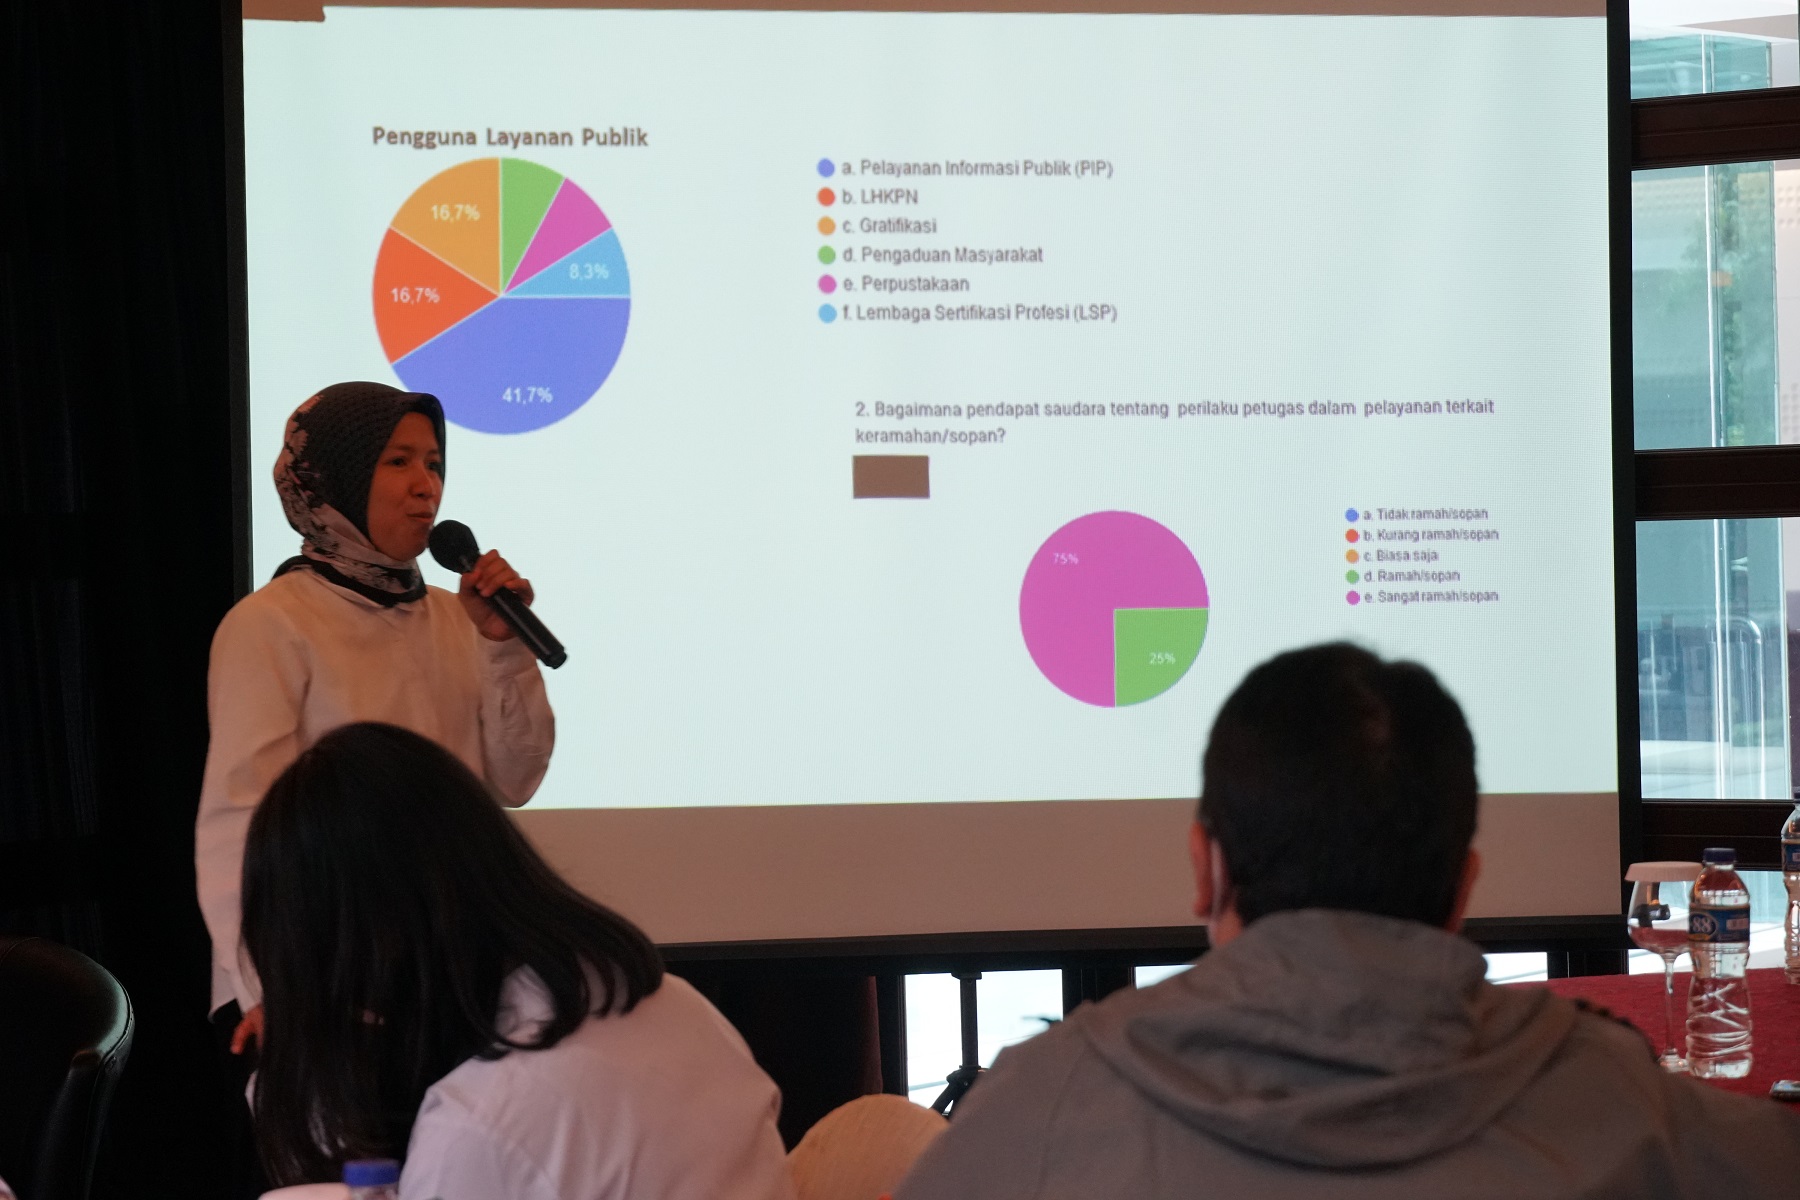 Pengguna Layanan Publik
16,7%
16,7%
8,3%
41,7%
a. Pelayanan Informasi Publik (PIP)
b. LHKPN
c. Gratifikasi
d. Pengaduan Masyarakat
e. Perpustakaan
f. Lembaga Sertifikasi Profesi (LSP)
2. Bagaimana pendapat saudara tentang perilaku petugas dalam pelayanan terkait
keramahan/sopan?
75%
25%
a. Tidak ramah/sopan
b. Kurang ramah/sopan
c. Biasa saja
d. Ramah/sopan
e. Sangat ramah/sopan
88